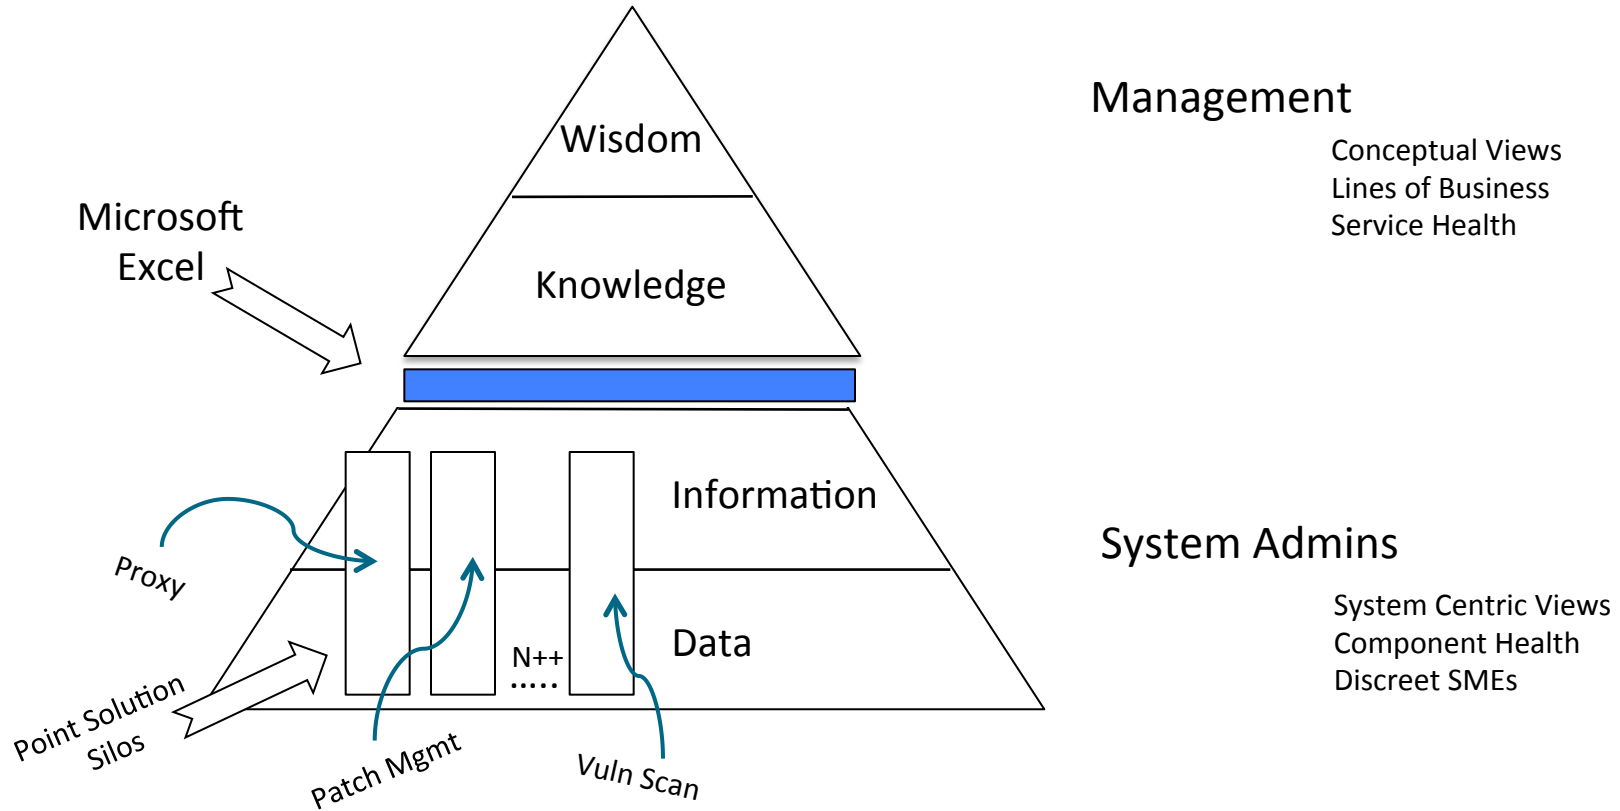 Wisdom
Knowledge
Microsoft
Excel
Management
Conceptual Views
Lines of Business
Service Health
Information
Data
N++
.....
Proxy
Point Solution
Silos
Patch Mgmt
Vuln Scan
System Admins
System Centric Views
Component Health
Discreet SMEs